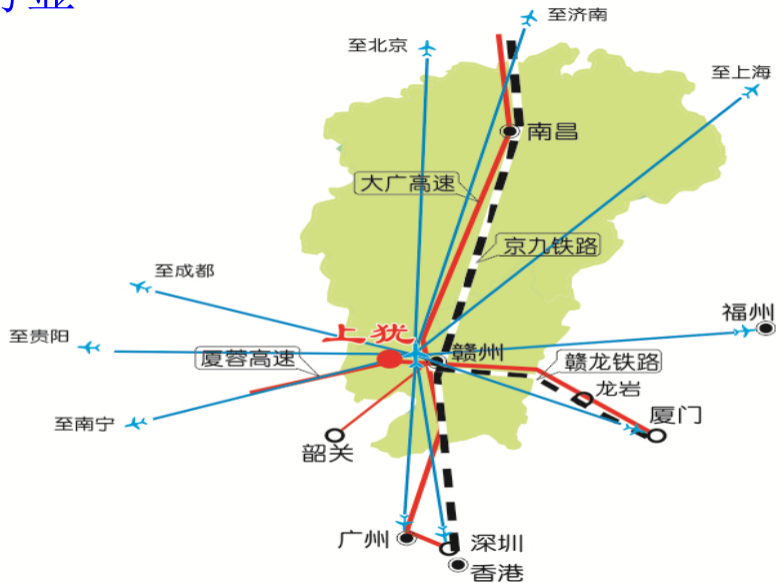 至济南
至北京
至上海
南昌
大广高速
京九铁路
至成都
福州
上犹
至贵阳
厦蓉高速
赣州
赣龙铁路
龙岩
厦门
至南宁
韶关
广州
深圳
香港